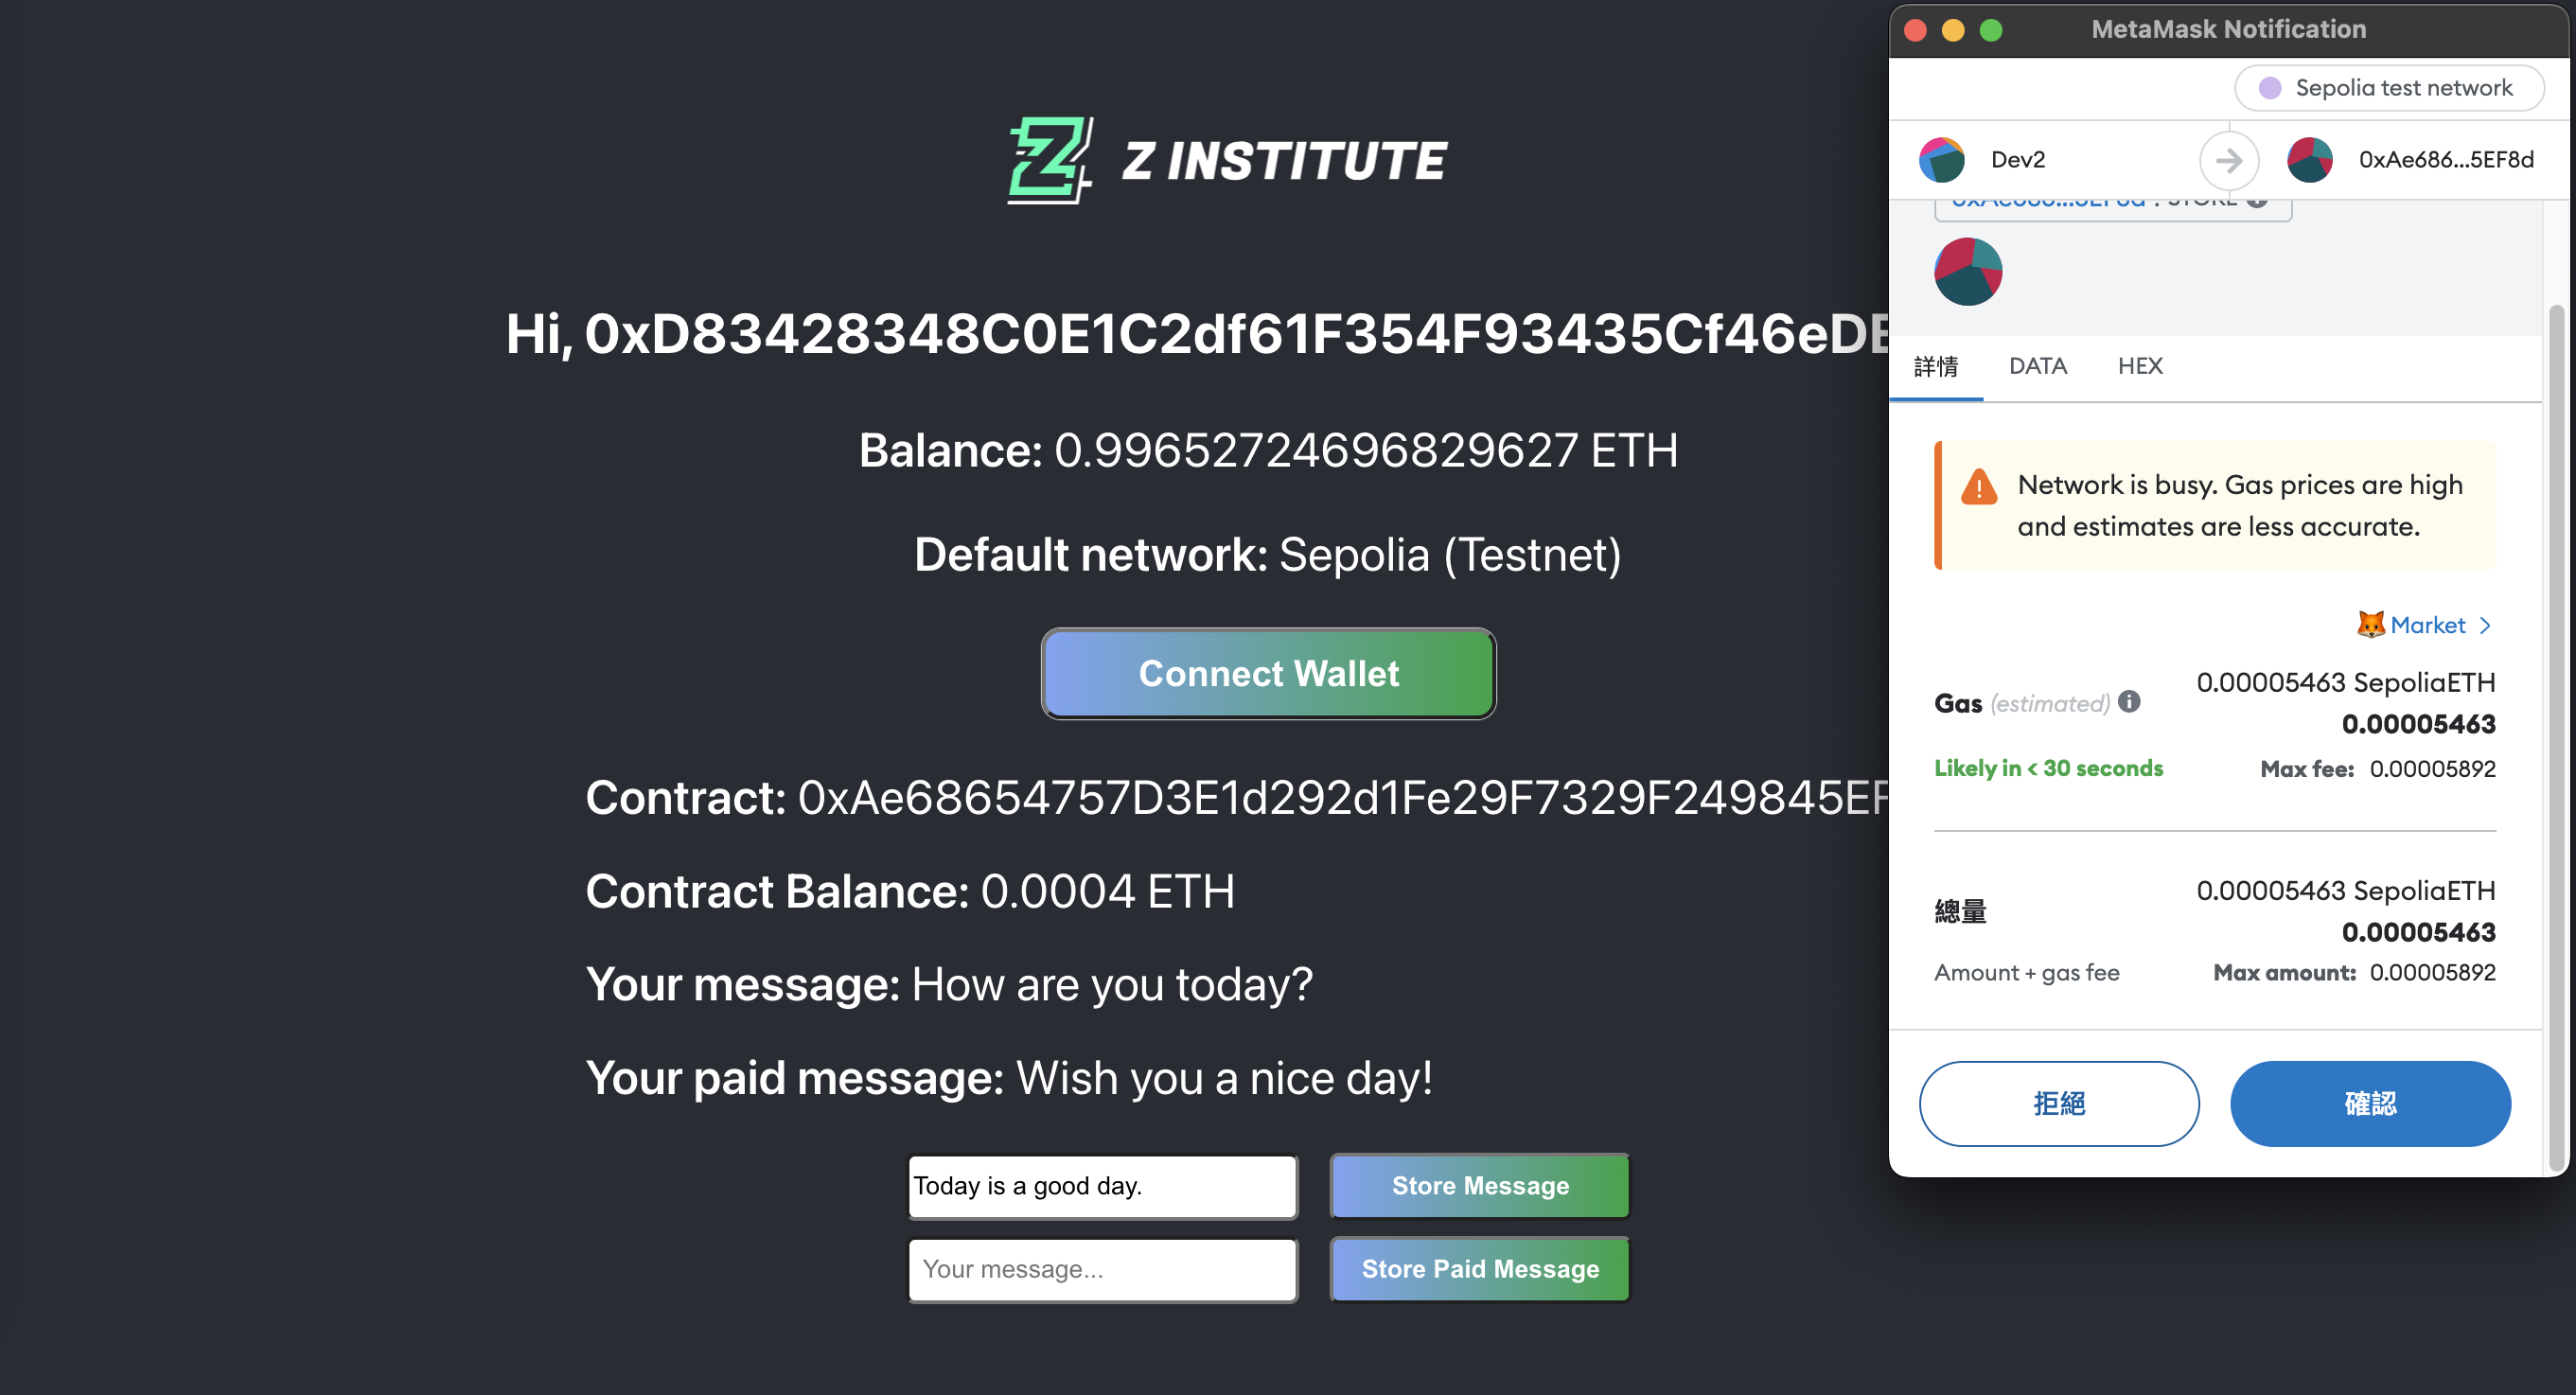 Z INSTITUTE
Hi, 0xD83428348C0E1C2df61F354F93435Cf46eDE
Balance: 0.99652724696829627 ETH
Default network: Sepolia (Testnet)
Connect Wallet
Contract: 0xAe68654757D3E1d292d1Fe29F7329F249845EF
Contract Balance: 0.0004 ETH
Your message: How are you today?
Your paid message: Wish you a nice day!
Today is a good day.
Store Message
Your message...
Store Paid Message
MetaMask Notification
Sepolia test network
Dev2
0xAe686...5EF8d
0xAe686...5EF8d : STORE
詳情
DATA
HEX
Network is busy. Gas prices are high
and estimates are less accurate.
Market >
Gas (estimated)
0.00005463 SepoliaETH
0.00005463
Likely in < 30 seconds
Max fee: 0.00005892
總量
0.00005463 SepoliaETH
0.00005463
Amount + gas fee
Max amount: 0.00005892
拒絕
確認